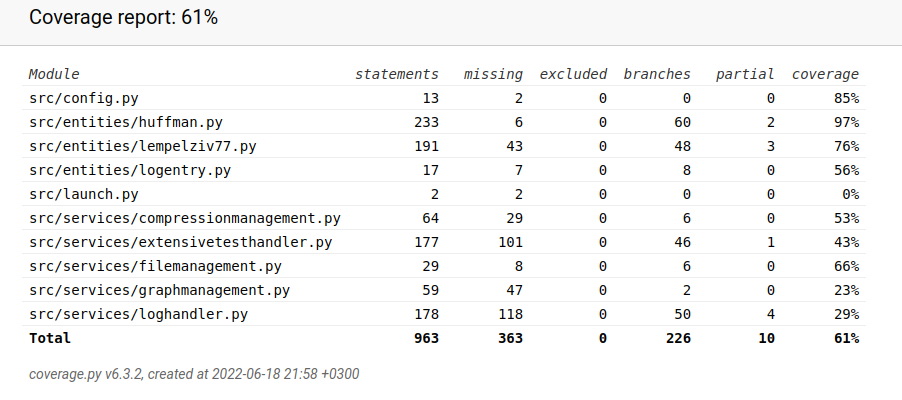 Coverage report: 61%
Module statements missing excluded branches partial coverage
src/config.py 13 2 0 0 0 85%
src/entities/huffman.py 233 6 0 60 2 97%
src/entities/lempelziv77.py 191 43 0 48 3 76%
src/entities/logentry.py 17 7 0 8 0 56%
src/launch.py 2 2 0 0 0 0%
src/services/compressionmanagement.py 64 29 0 6 0 53%
src/services/extensivetesthandler.py 177 101 0 46 1 43%
src/services/filemanagement.py 29 8 0 6 0 66%
src/services/graphmanagement.py 59 47 0 2 0 23%
src/services/loghandler.py 178 118 0 50 4 29%
Total 963 363 0 226 10 61%
coverage.py v6.3.2, created at 2022-06-18 21:58 +0300